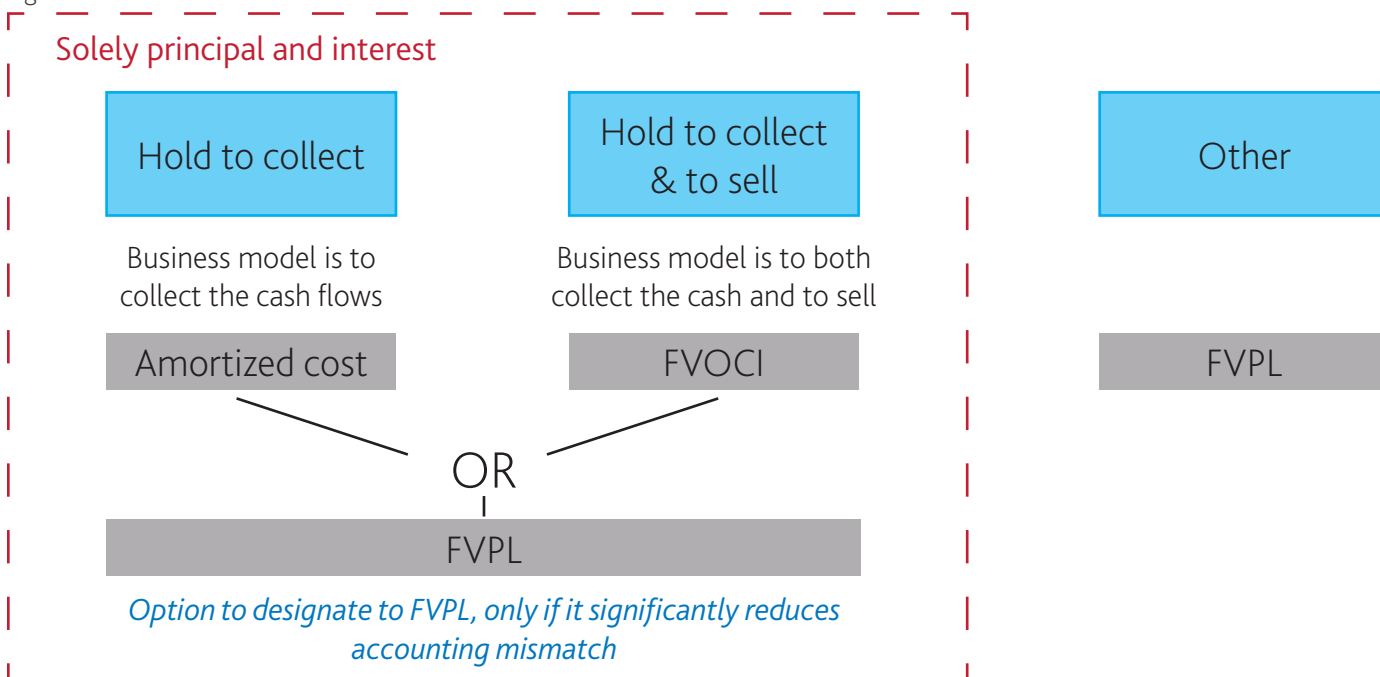 Solely principal and interest
Hold to collect
Hold to collect
& to sell
Other
Business model is to
collect the cash flows
Business model is to both
collect the cash and to sell
Amortized cost
FVOCI
FVPL
OR
FVPL
Option to designate to FVPL, only if it significantly reduces
accounting mismatch